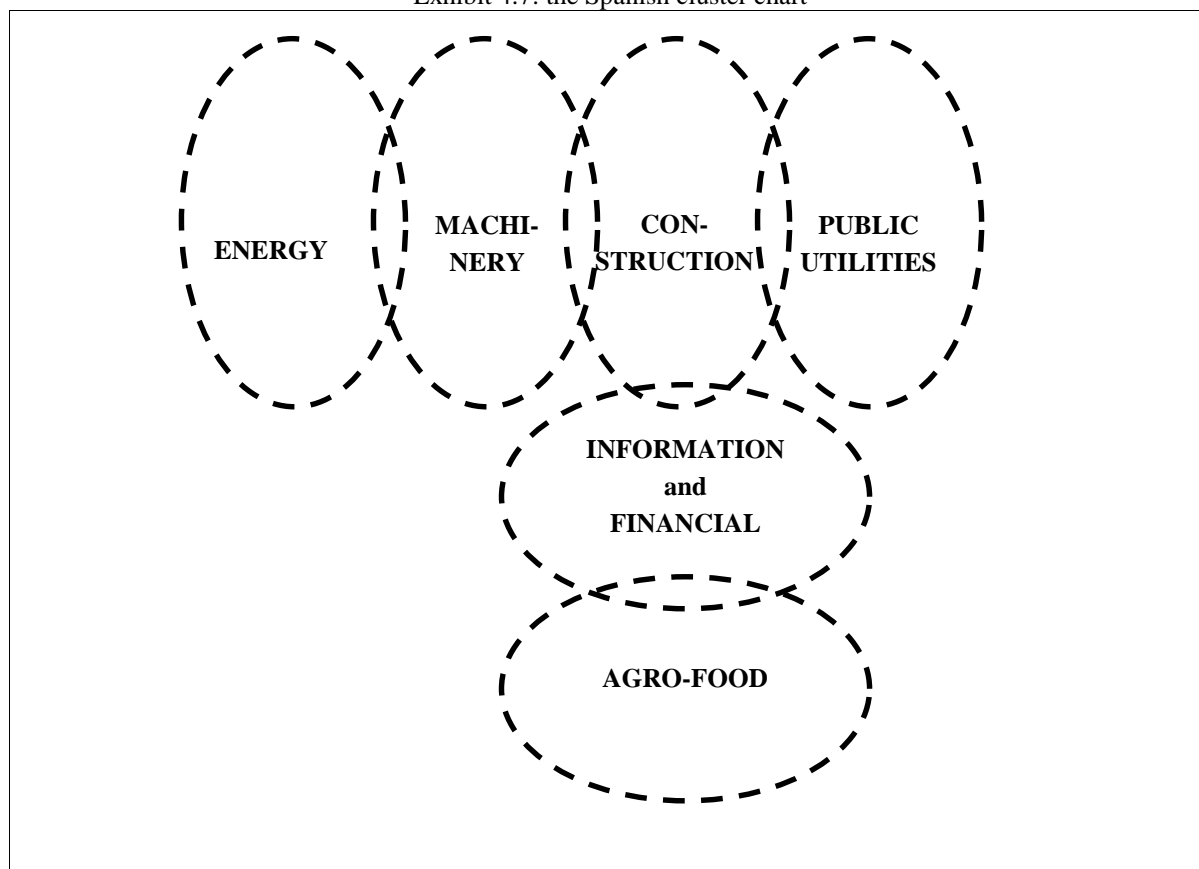 Exhibit 4.7: the Spanish cluster chart
ENERGY
MACHI-
NERY
CON-
STRUCTION
PUBLIC
UTILITIES
INFORMATION
and
FINANCIAL
AGRO-FOOD